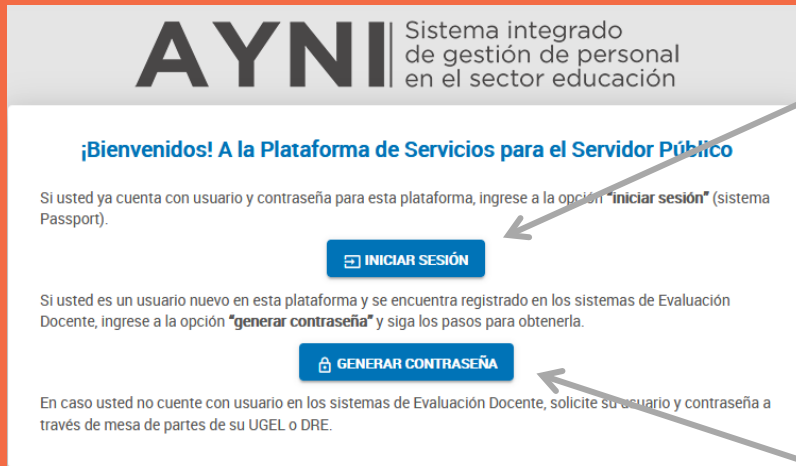 AYNI
Sistema integrado
de gestión de personal
en el sector educación
¡Bienvenidos! A la Plataforma de Servicios para el Servidor Público
Si usted ya cuenta con usuario y contraseña para esta plataforma, ingrese a la opción "iniciar sesión" (sistema
Passport).
INICIAR SESIÓN
Si usted es un usuario nuevo en esta plataforma y se encuentra registrado en los sistemas de Evaluación
Docente, ingrese a la opción "generar contraseña" y siga los pasos para obtenerla.
GENERAR CONTRASEÑA
En caso usted no cuente con usuario en los sistemas de Evaluación Docente, solicite su usuario y contraseña a
través de mesa de partes de su UGEL o DRE.